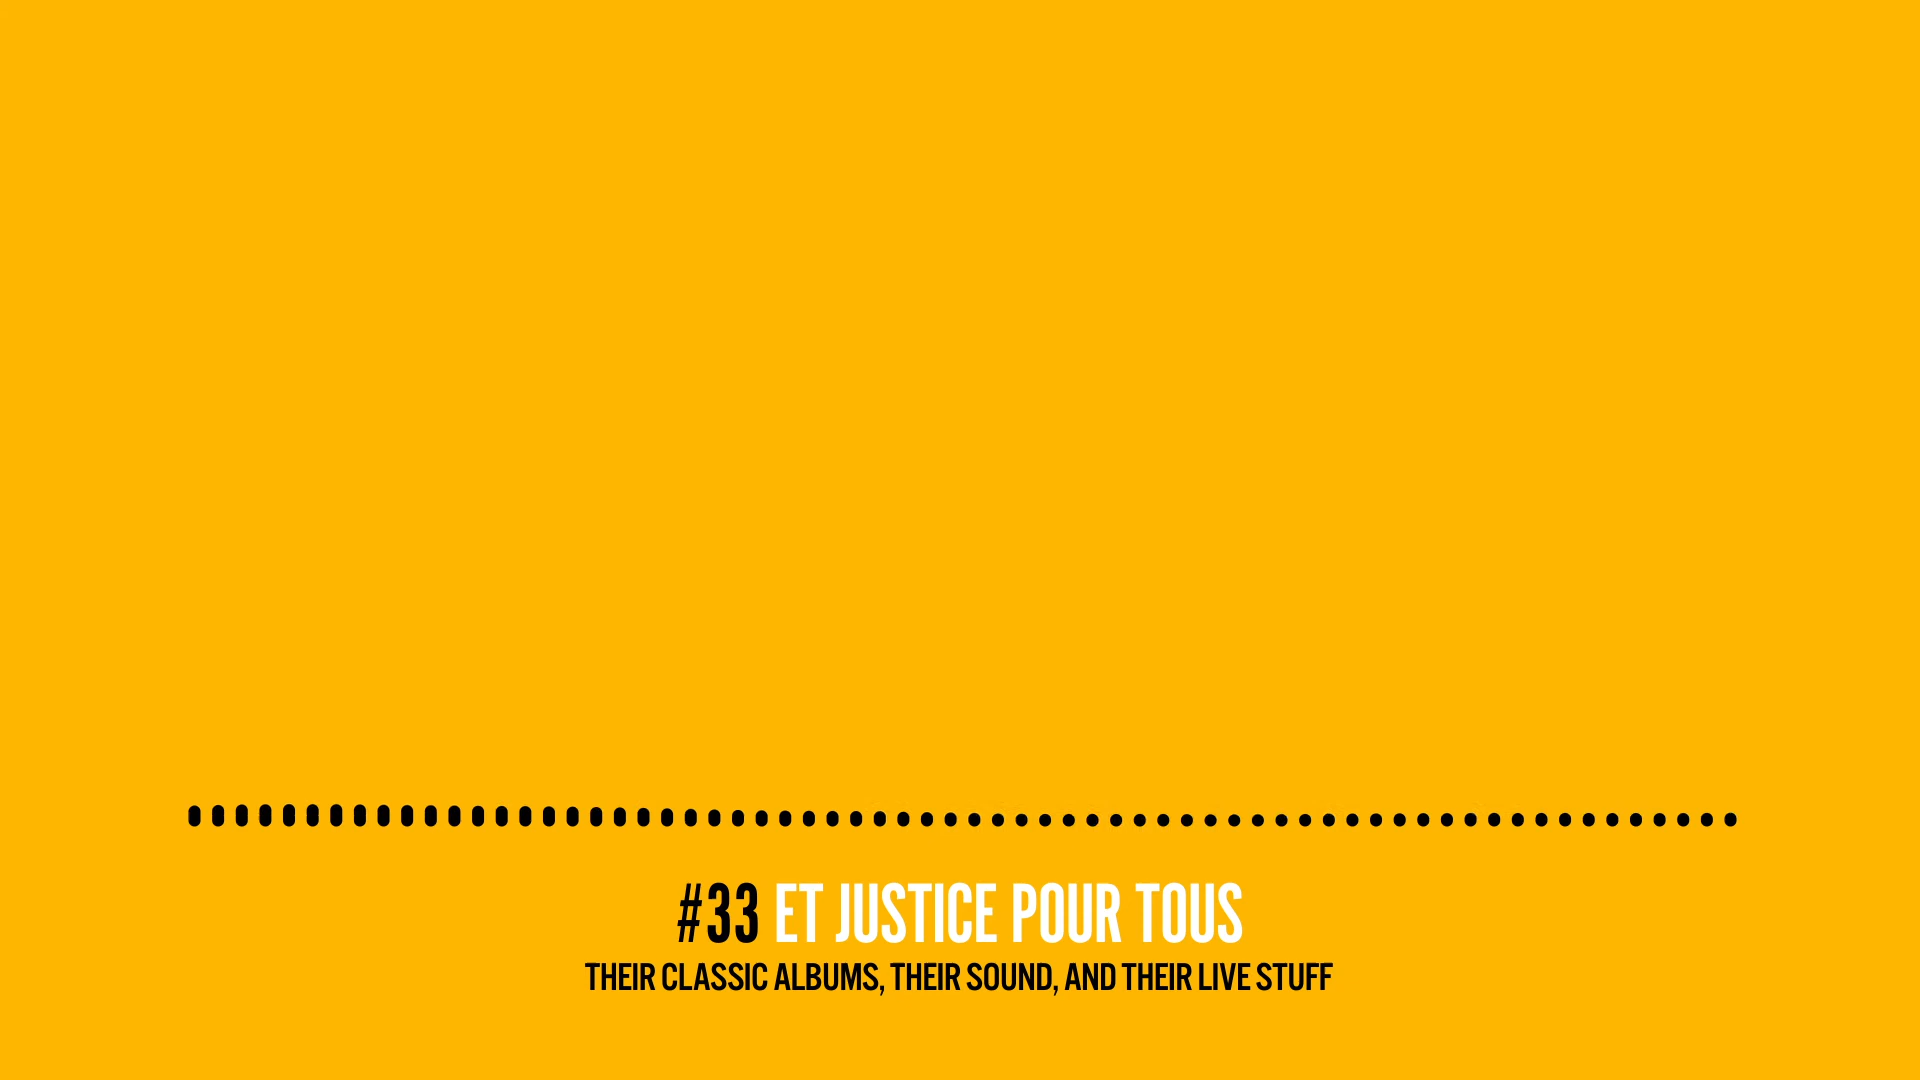 #33 ET JUSTICE POUR TOUS
THEIR CLASSIC ALBUMS, THEIR SOUND, AND THEIR LIVE STUFF